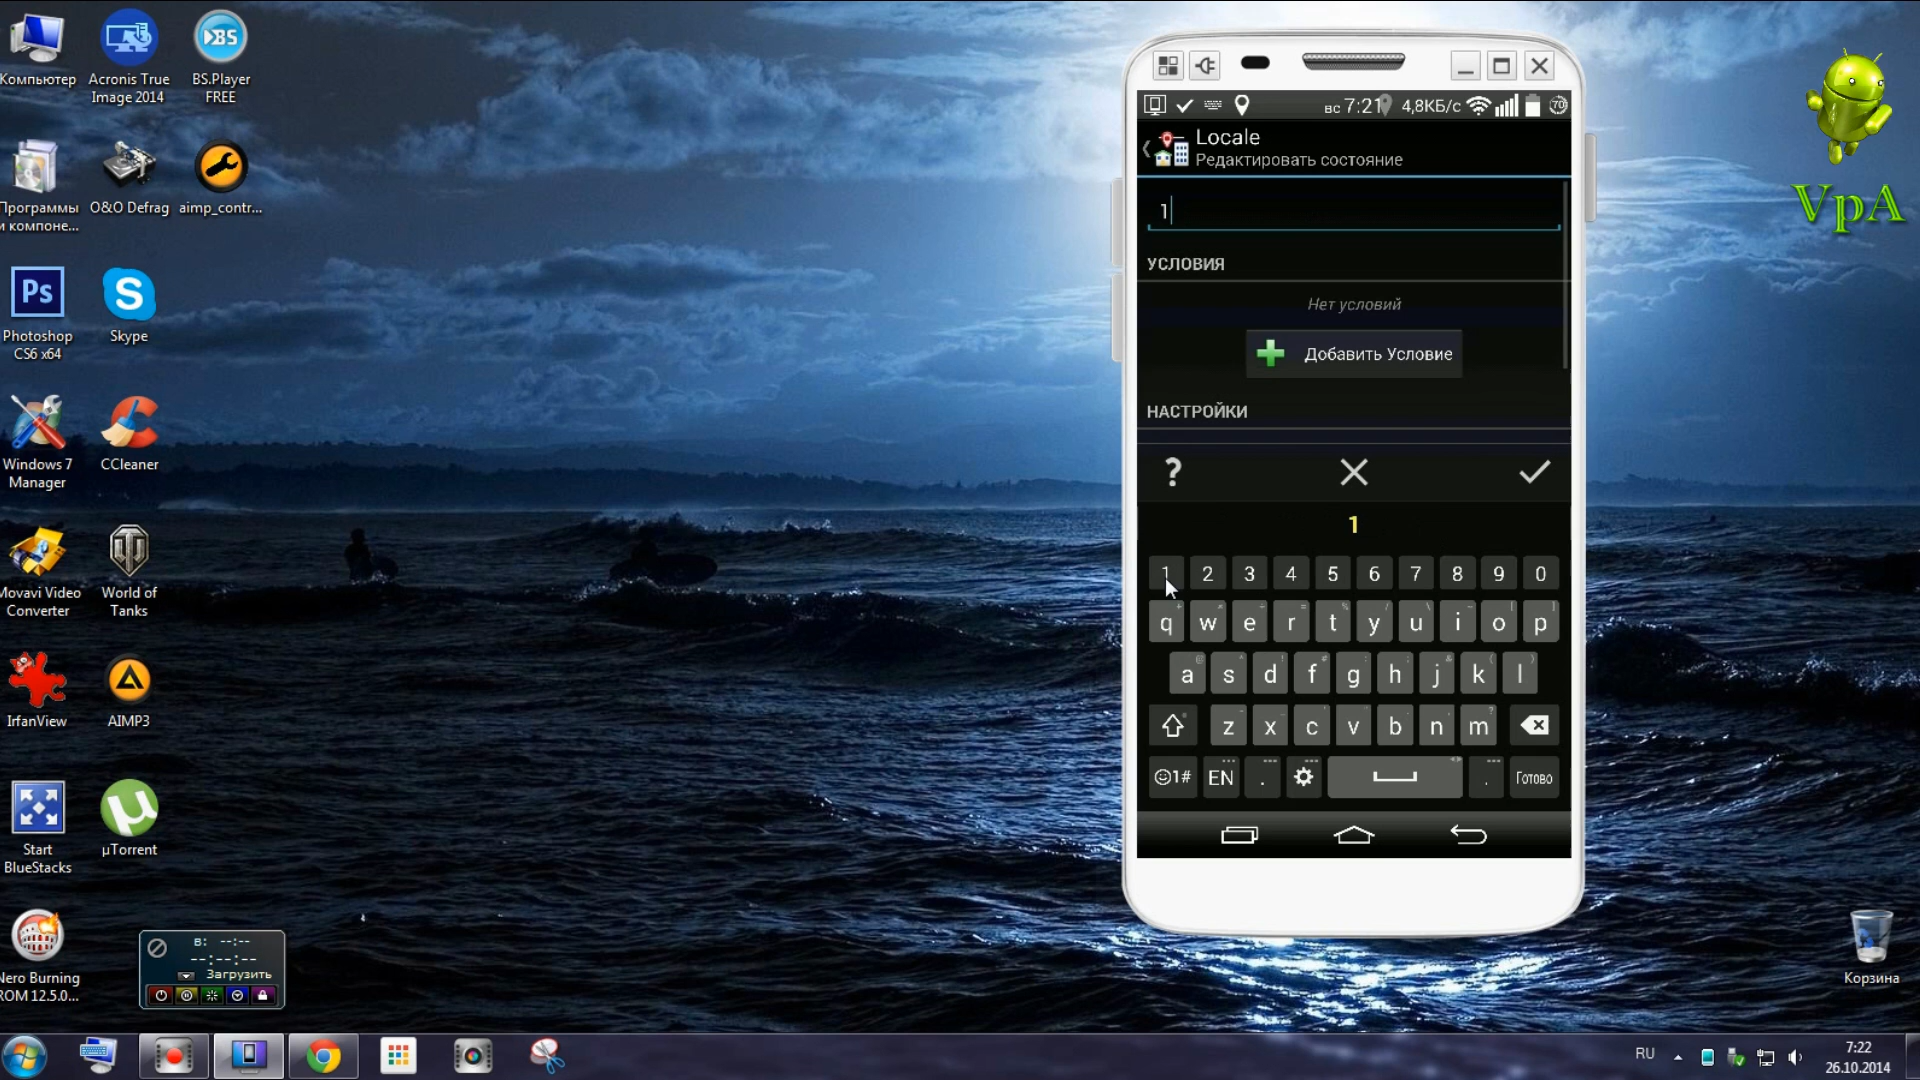 Компьютер
Acronis True
Image 2014
BS.Player
FREE
Программы
и компоне...
O&O Defrag
aimp_contr...
Ps
Photoshop
CS6 x64
Skype
Windows 7
Manager
CCleaner
Movavi Video
Converter
World of
Tanks
IrfanView
AIMP3
Start
BlueStacks
µTorrent
Nero Burning
ROM 12.5.0...
в: --:--
--:--:--
Загрузить
вс 7:21 4,8КБ/с 70
Locale
Редактировать состояние
1
УСЛОВИЯ
Нет условий
Добавить Условие
НАСТРОЙКИ
?
1
1 2 3 4 5 6 7 8 9 0
q w e r t y u i o p
a s d f g h j k l
z x c v b n m
1# EN . . Готово
VpA
Корзина
RU
7:22
26.10.2014